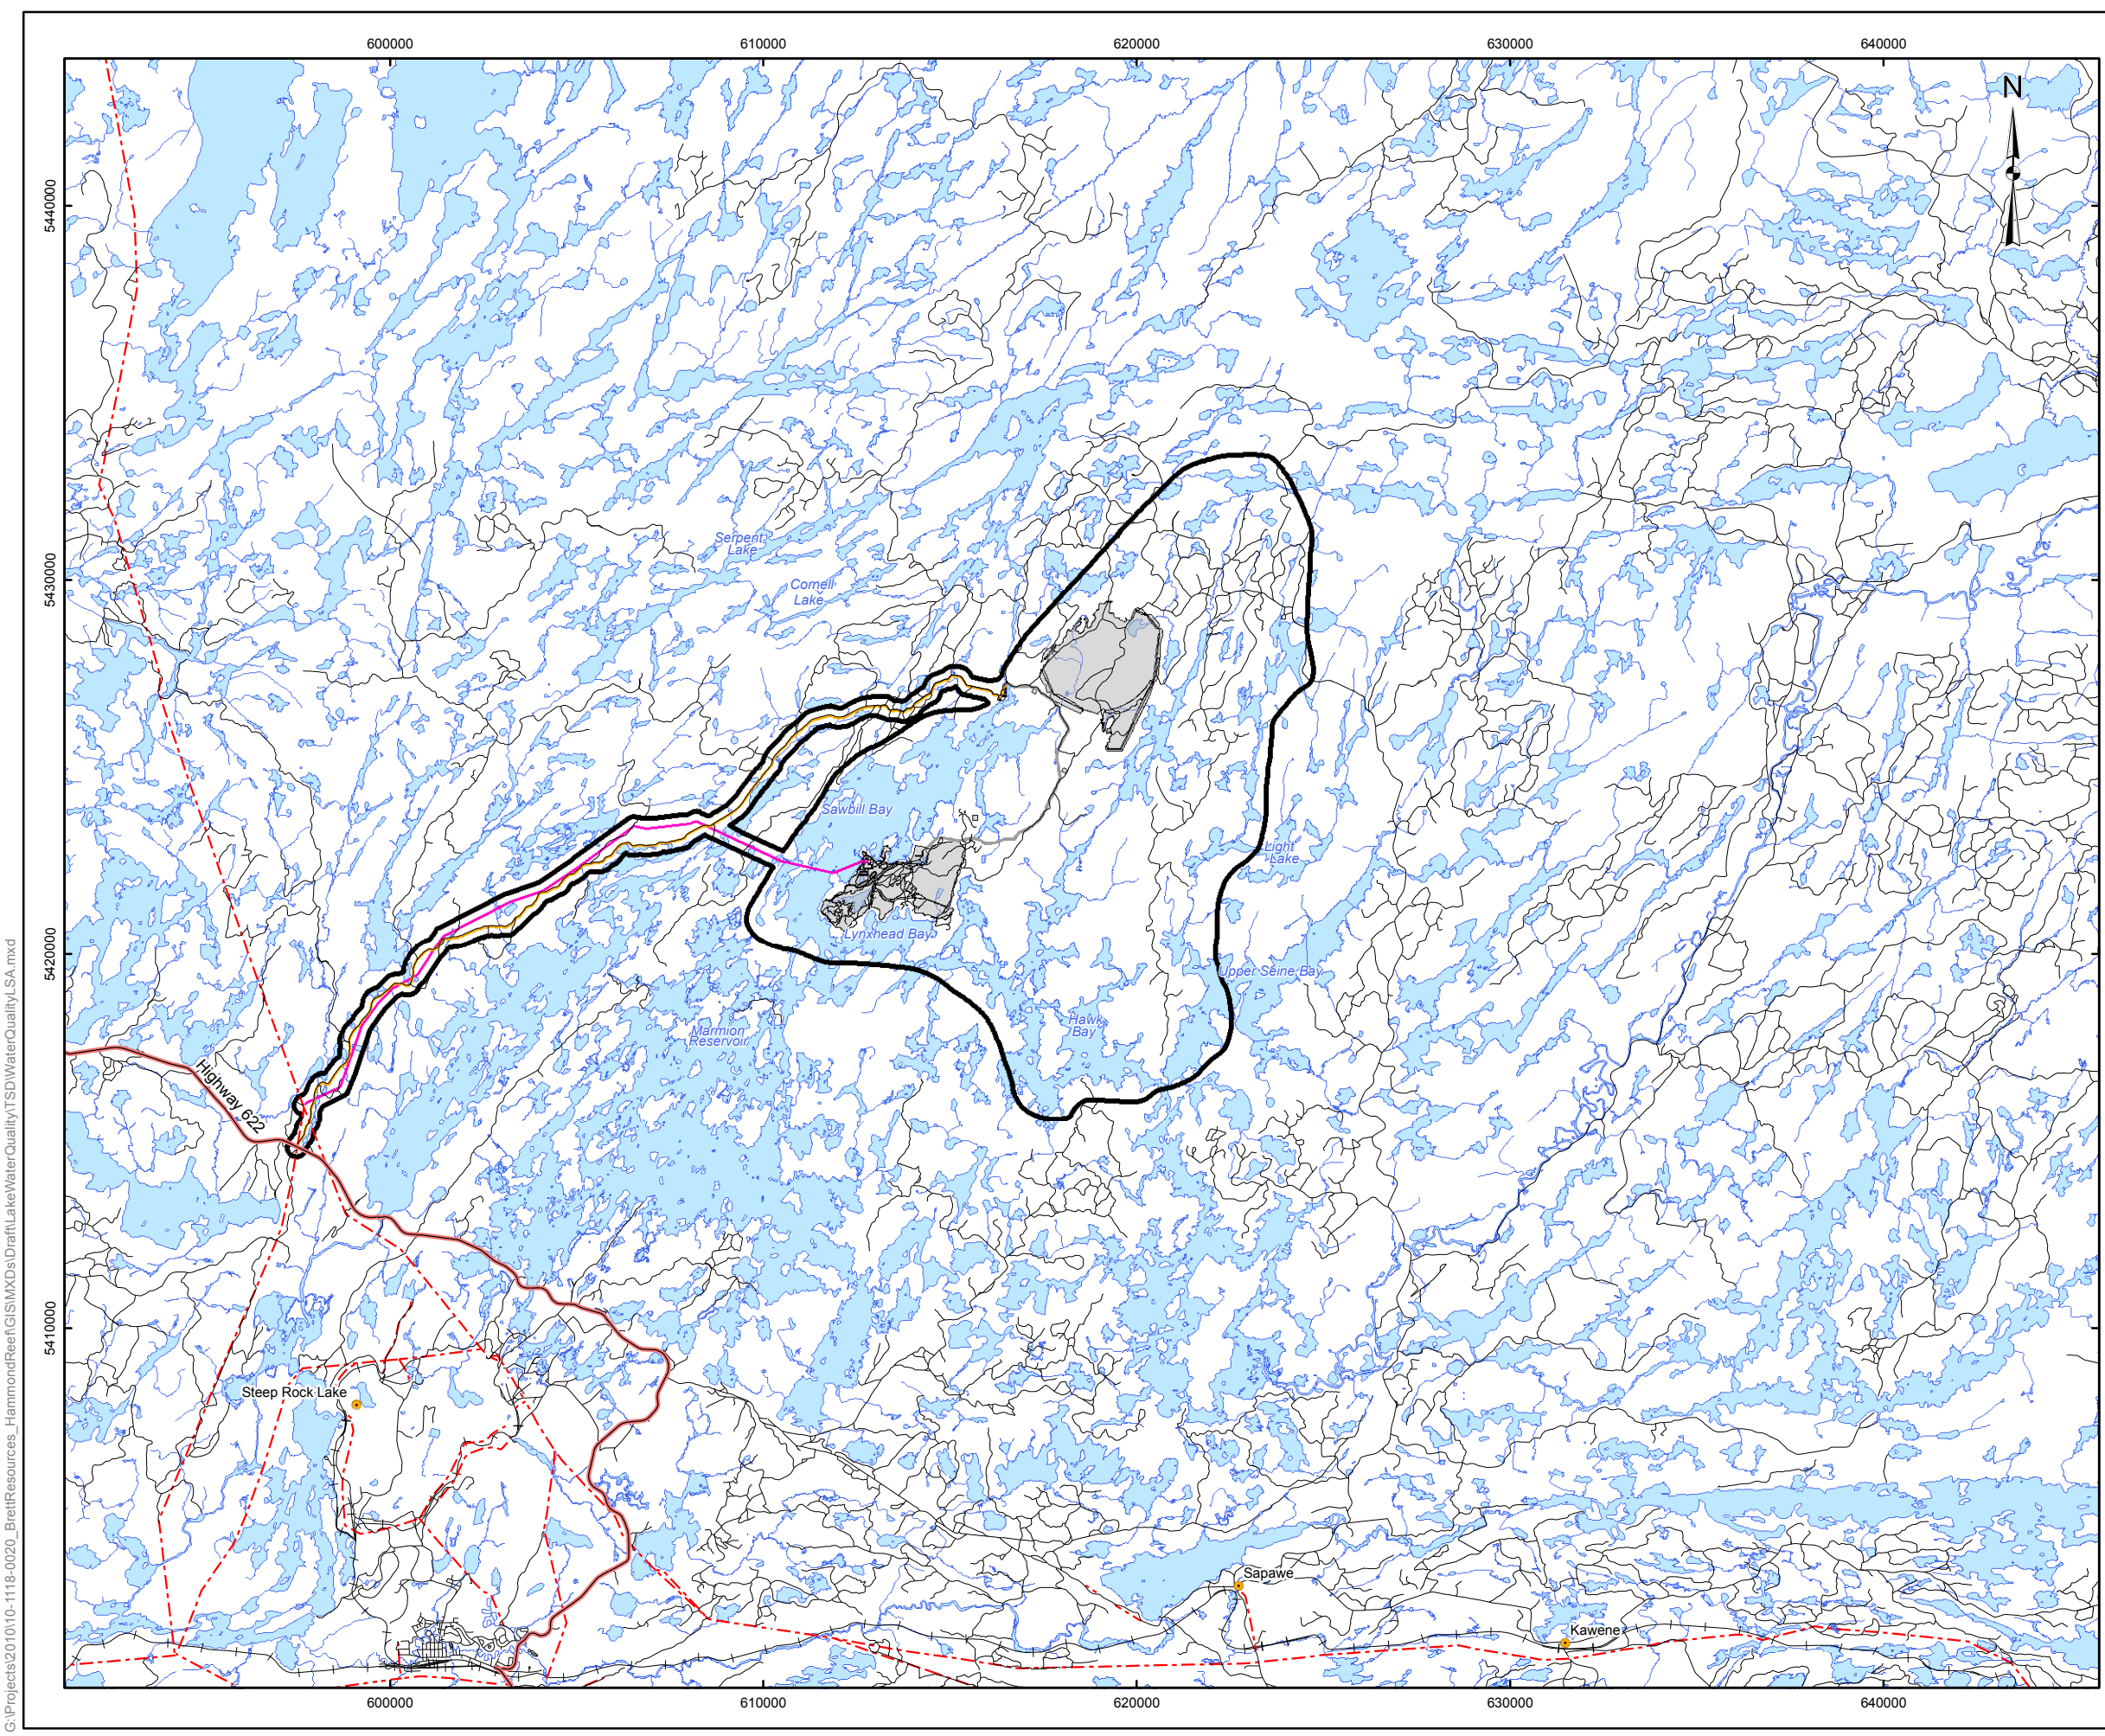 600000
610000
620000
630000
640000
N
5440000
5430000
5420000
5410000
Serpent
Lake
Cornell
Lake
Sawbill Bay
Light
Lake
Lynxhead Bay
Upper Seine Bay
Hawk
Bay
Marmion
Reservoir
Highway 622
Steep Rock Lake
Sapawe
Kawene
600000
610000
620000
630000
640000
G:\Projects\2010\10-1118-0020_BrettResources_HammondReef\GIS\MXDs\Draft\LakeWaterQuality\TSD\WaterQualityLSA.mxd